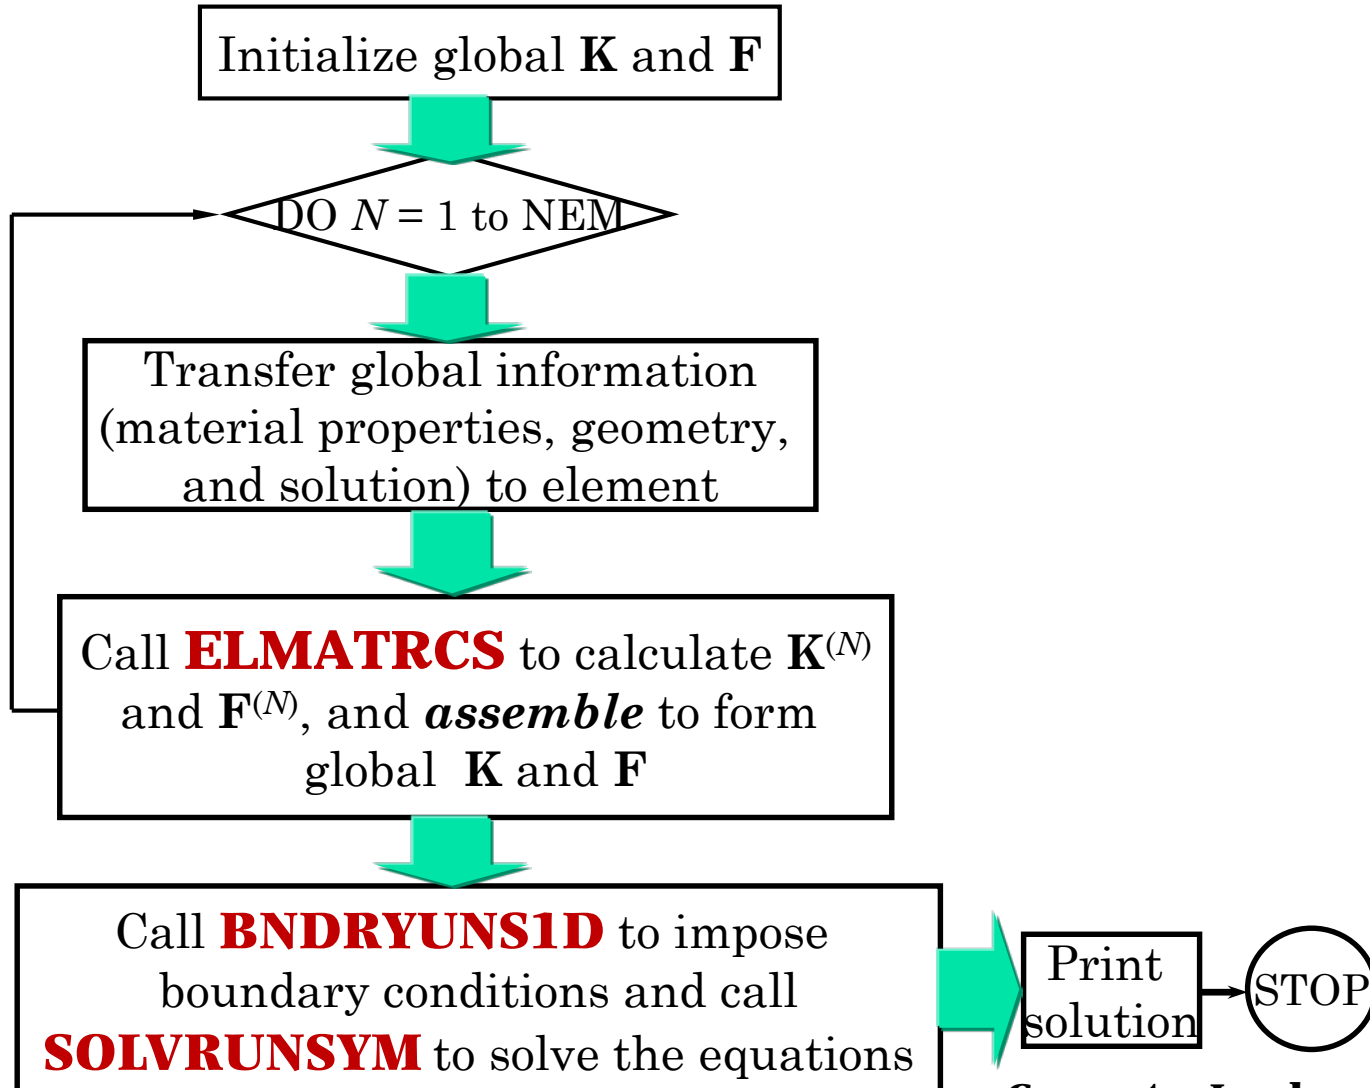 Initialize global K and F
DO N = 1 to NEM
Transfer global information
(material properties, geometry,
and solution) to element
Call ELMATRCS to calculate K(N)
and F(N), and assemble to form
global K and F
Call BNDRYUNS1D to impose
boundary conditions and call
SOLVRUNSYM to solve the equations
Print
solution
STOP